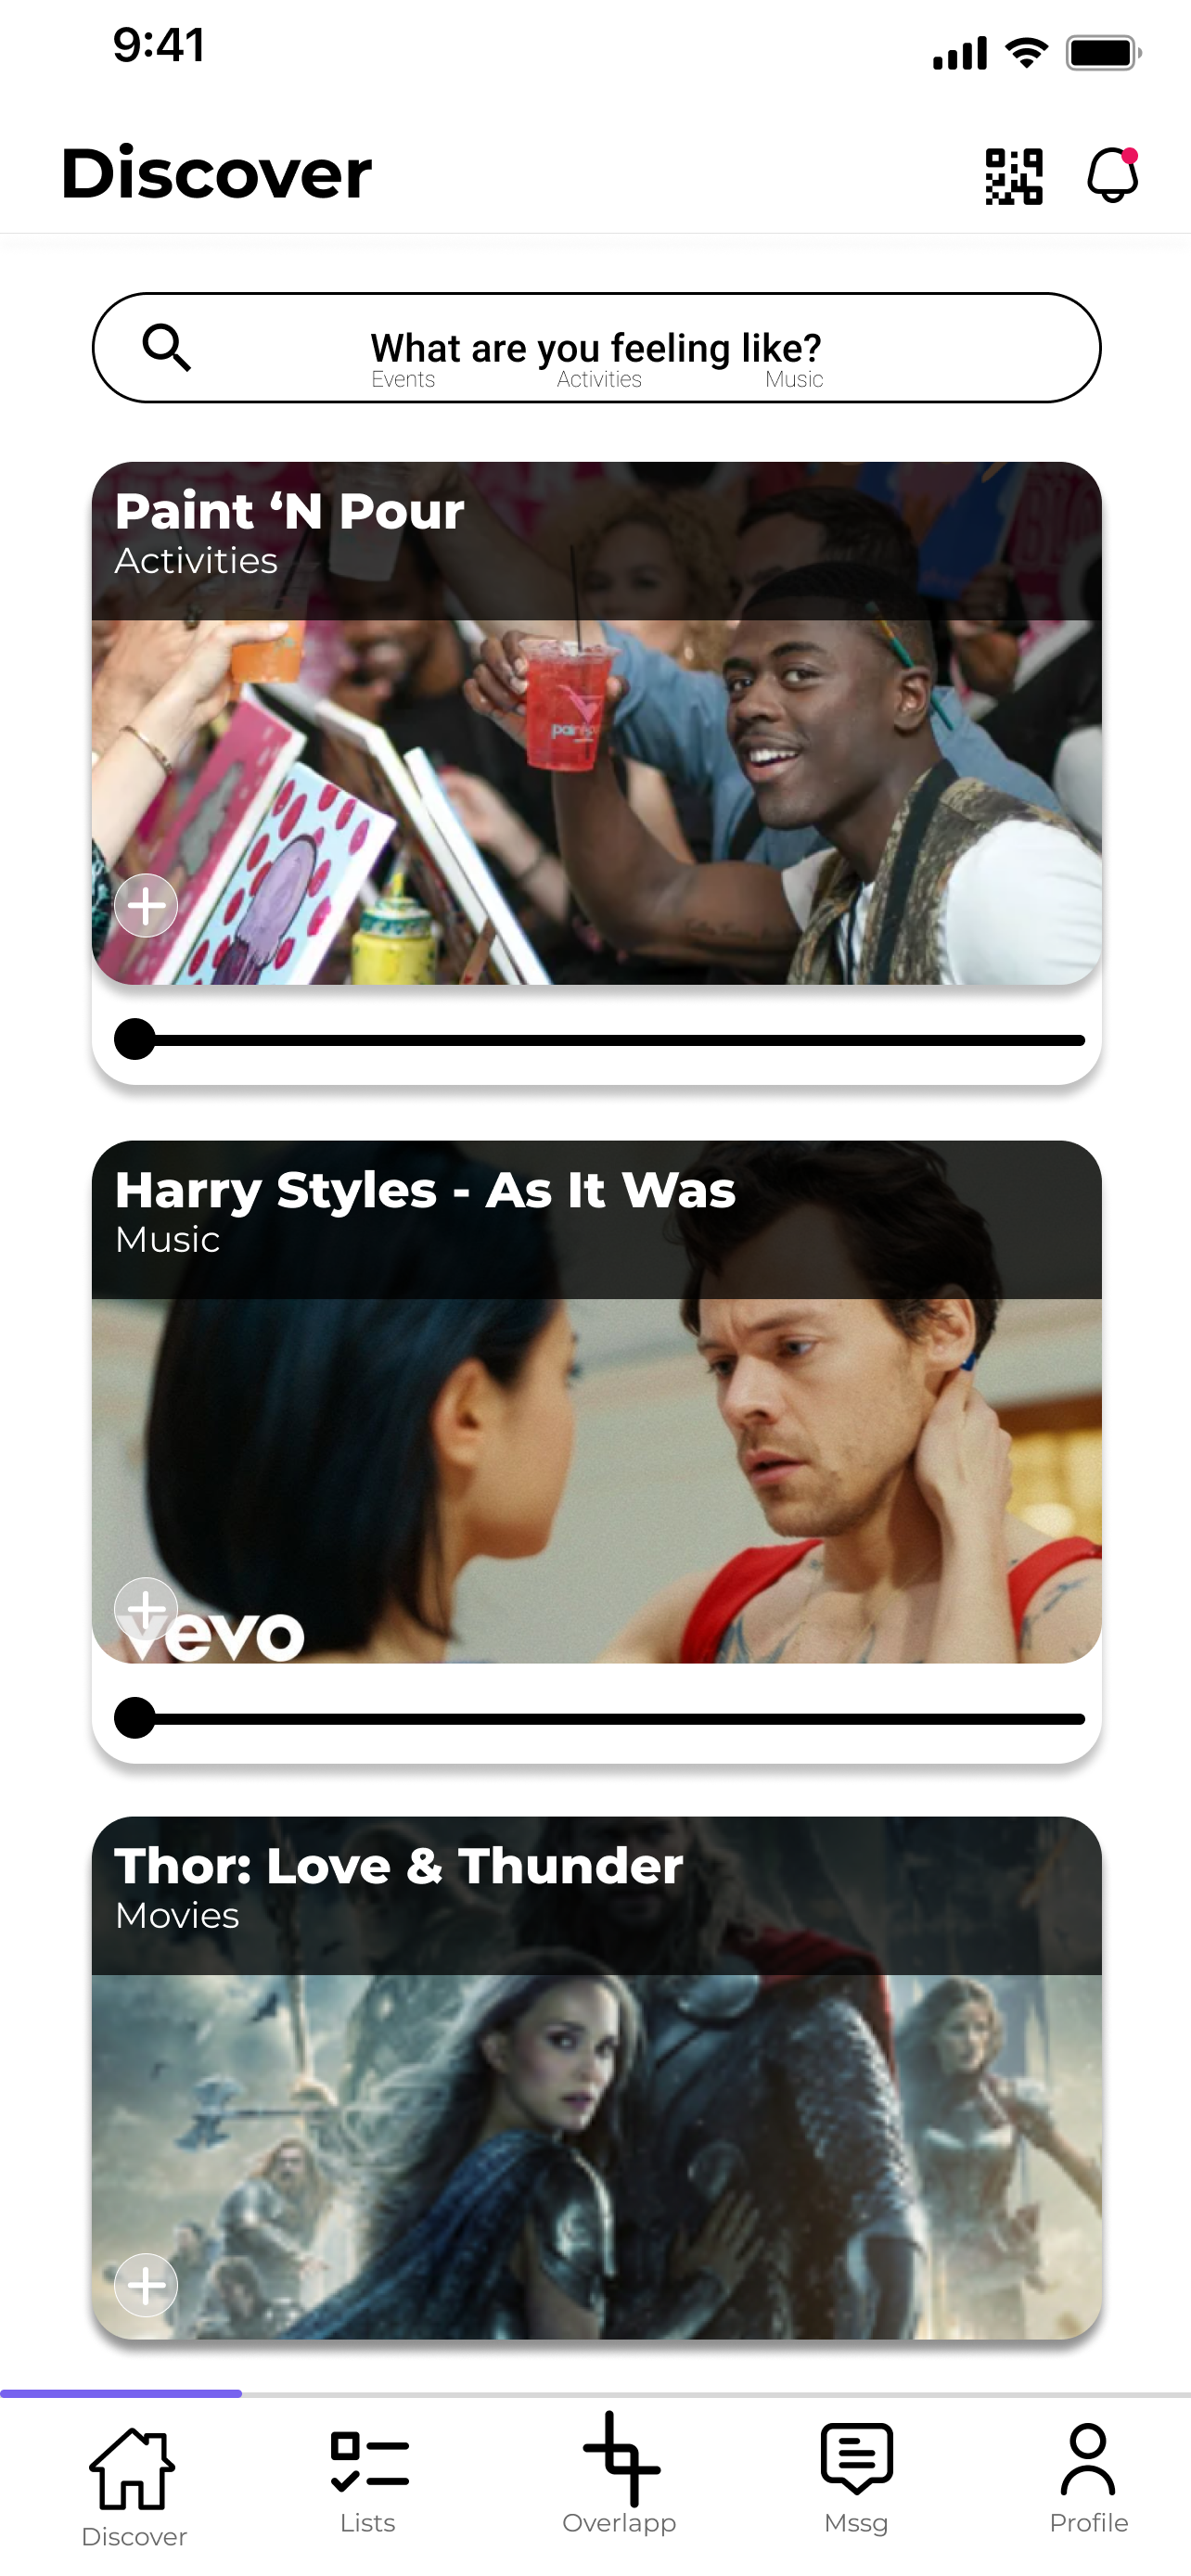 9:41
Discover
What are you feeling like?
Events Activities Music
Paint ‘N Pour
Activities
Harry Styles - As It Was
Music
vevo
Thor: Love & Thunder
Movies
Discover Lists Overlapp Mssg Profile